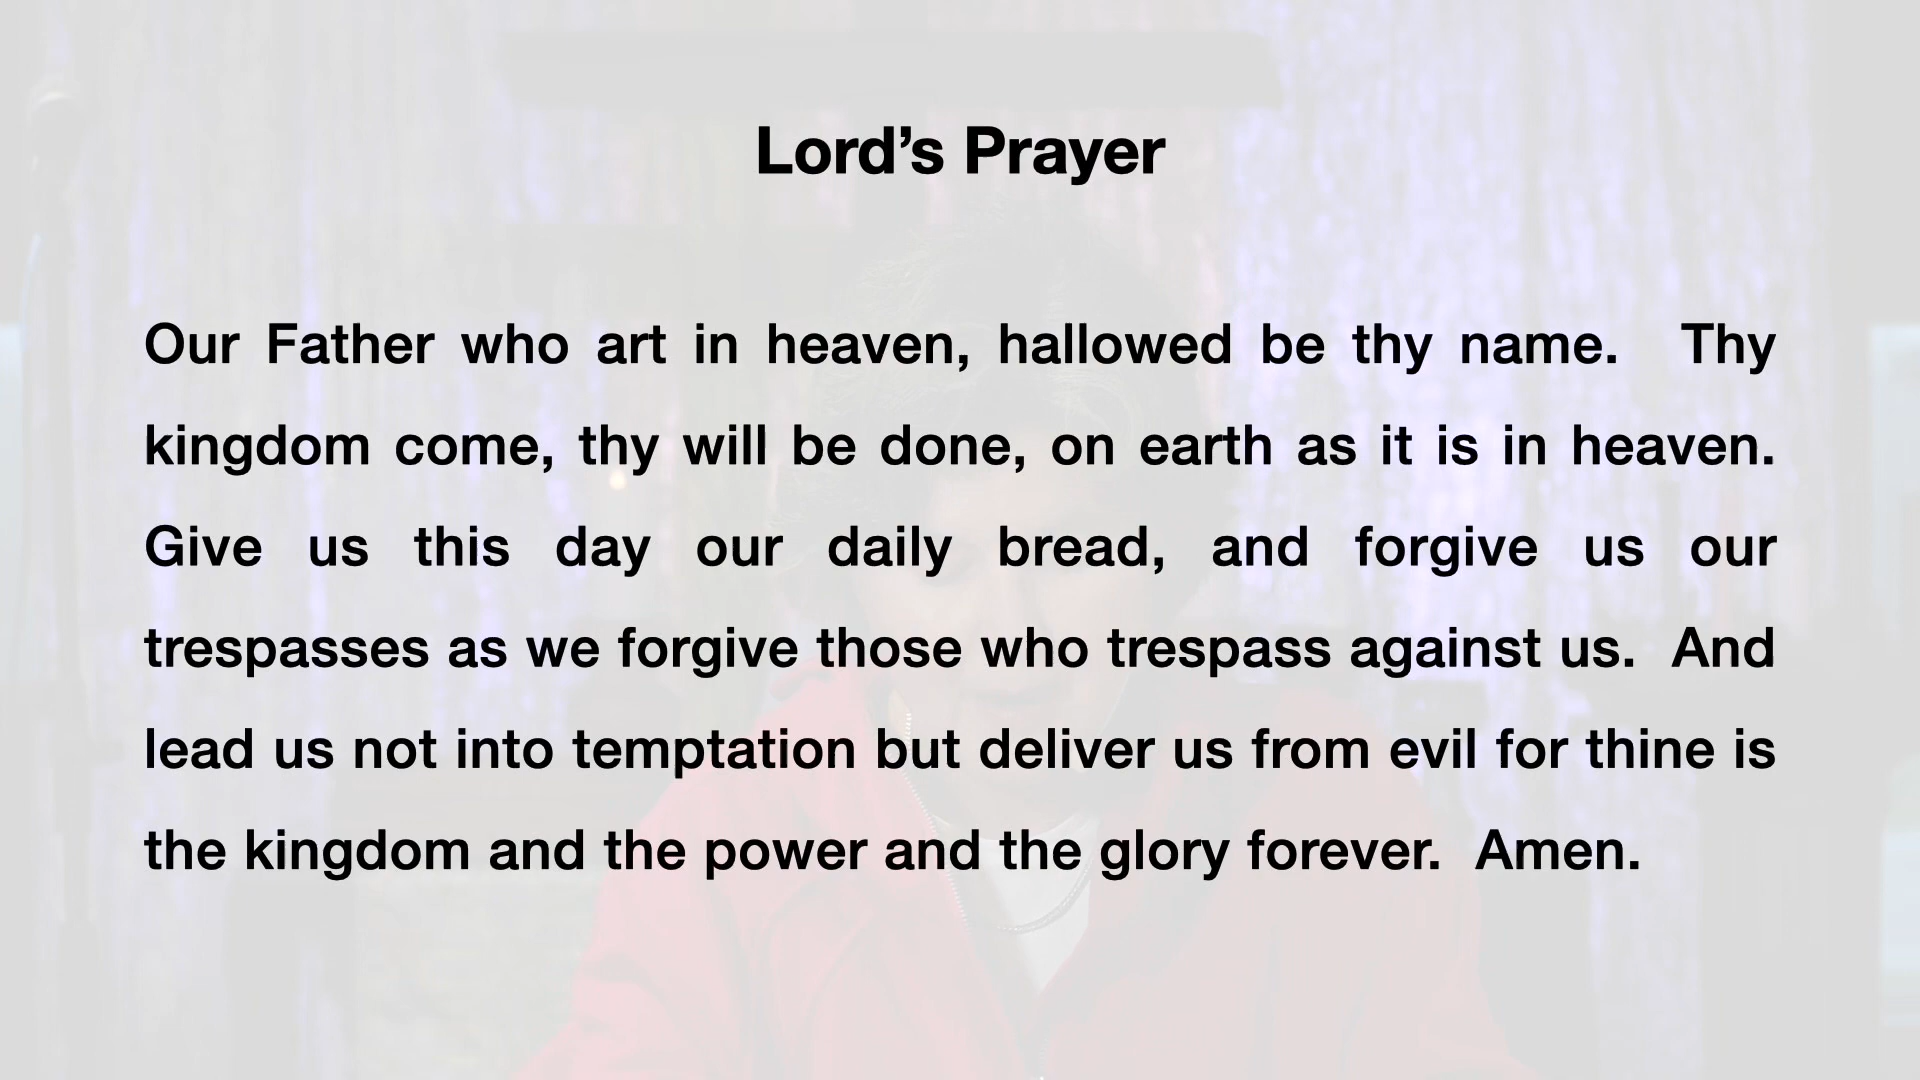 Lord’s Prayer
Our Father who art in heaven, hallowed be thy name. Thy
kingdom come, thy will be done, on earth as it is in heaven.
Give us this day our daily bread, and forgive us our
trespasses as we forgive those who trespass against us. And
lead us not into temptation but deliver us from evil for thine is
the kingdom and the power and the glory forever. Amen.